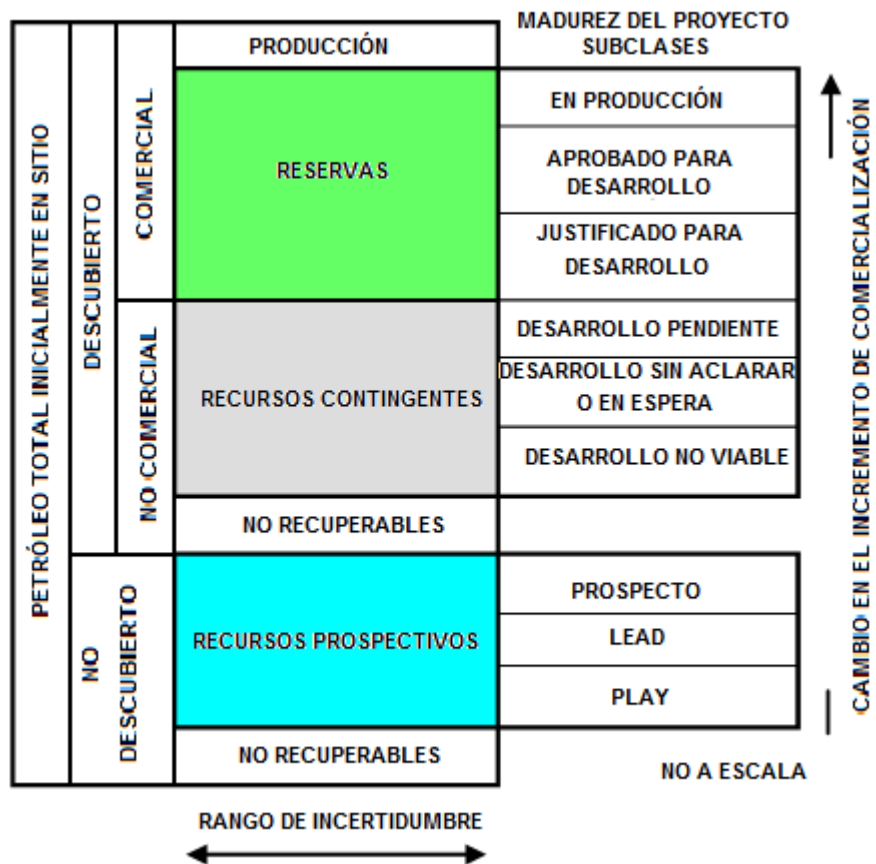 MADUREZ DEL PROYECTO
SUBCLASES
PETRÓLEO TOTAL INICIALMENTE EN SITIO
DESCUBIERTO
COMERCIAL
PRODUCCIÓN
RESERVAS
EN PRODUCCIÓN
APROBADO PARA
DESARROLLO
JUSTIFICADO PARA
DESARROLLO
NO COMERCIAL
RECURSOS CONTINGENTES
DESARROLLO PENDIENTE
DESARROLLO SIN ACLARAR
O EN ESPERA
DESARROLLO NO VIABLE
NO RECUPERABLES
NO
DESCUBIERTO
RECURSOS PROSPECTIVOS
PROSPECTO
LEAD
PLAY
NO RECUPERABLES
CAMBIO EN EL INCREMENTO DE COMERCIALIZACIÓN
NO A ESCALA
RANGO DE INCERTIDUMBRE